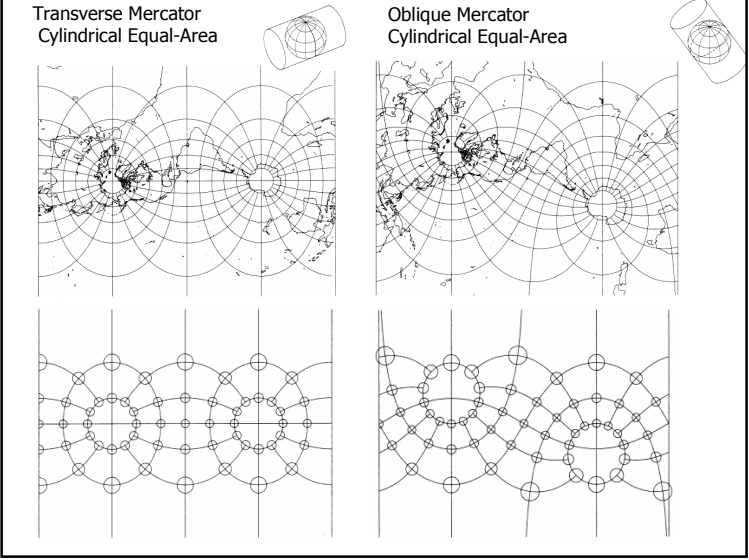 Transverse Mercator
Cylindrical Equal-Area
Oblique Mercator
Cylindrical Equal-Area